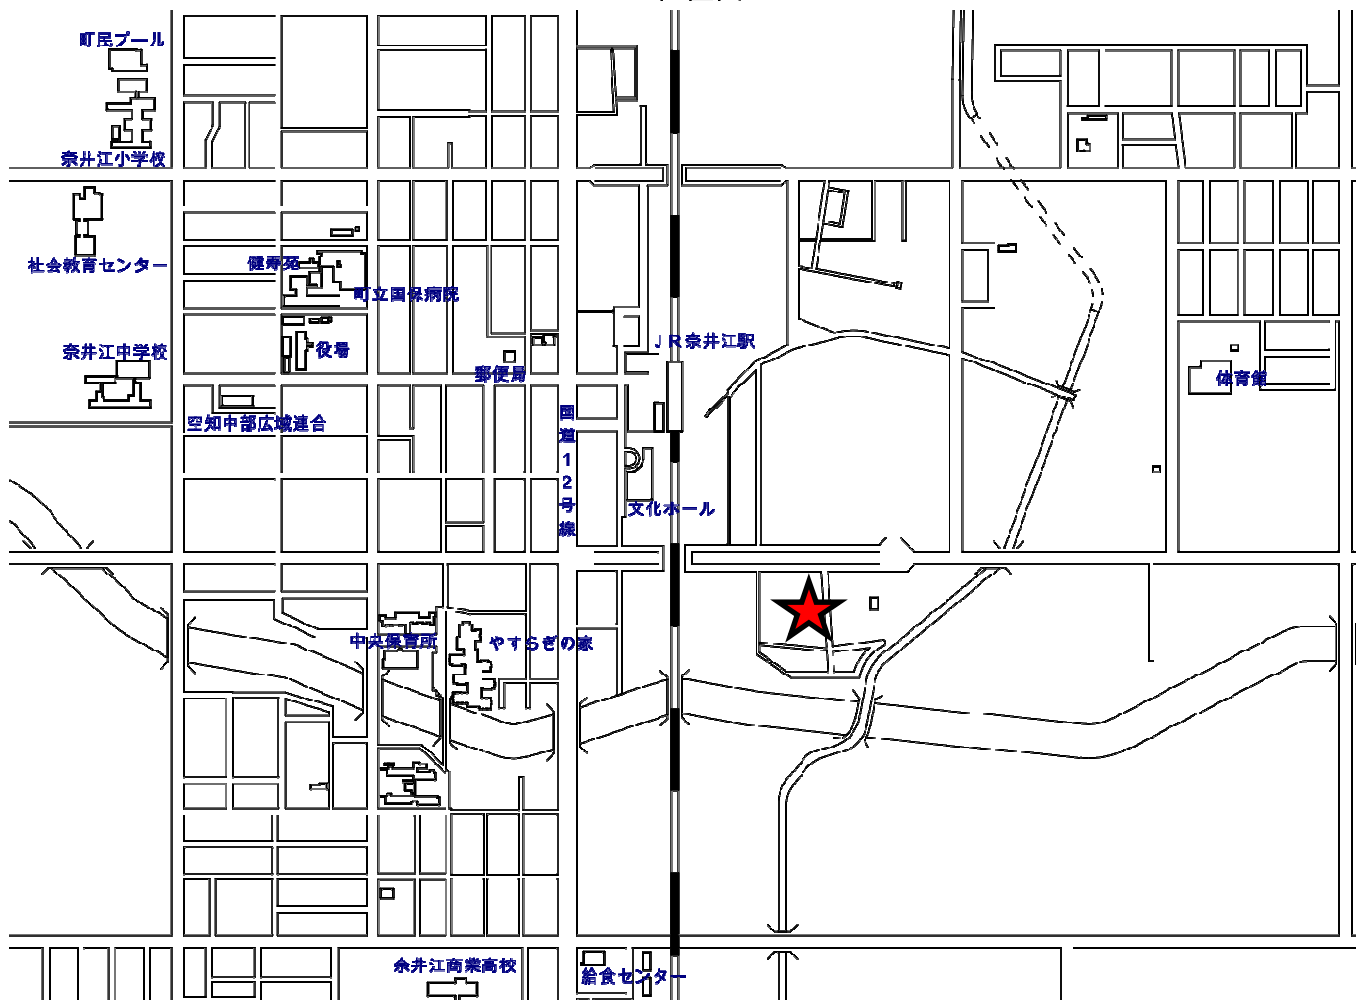 町民プール
奈井江小学校
社会教育センター
健寿苑
町立国保病院
奈井江中学校
役場
郵便局
JR奈井江駅
体育館
空知中部広域連合
国道12号線
文化ホール
中央保育所
やすらぎの家
奈井江商業高校
給食センター